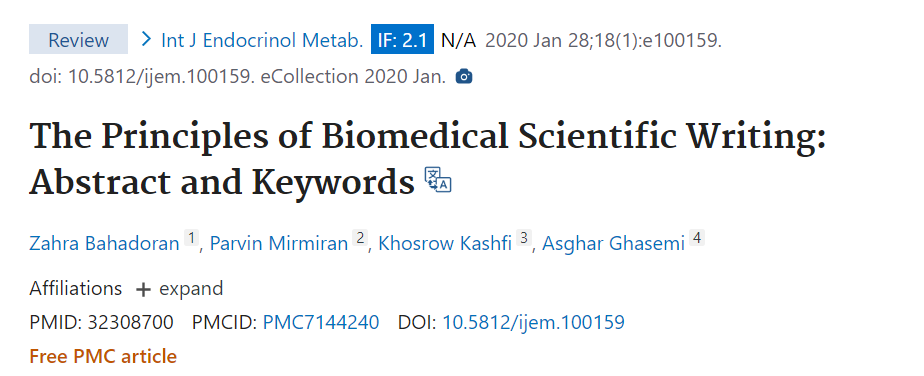 Review Int J Endocrinol Metab. IF: 2.1 N/A 2020 Jan 28;18(1):e100159.
doi: 10.5812/ijem.100159. eCollection 2020 Jan.
The Principles of Biomedical Scientific Writing:
Abstract and Keywords
Zahra Bahadoran 1, Parvin Mirmiran 2, Khosrow Kashfi 3, Asghar Ghasemi 4
Affiliations + expand
PMID: 32308700 PMCID: PMC7144240 DOI: 10.5812/ijem.100159
Free PMC article